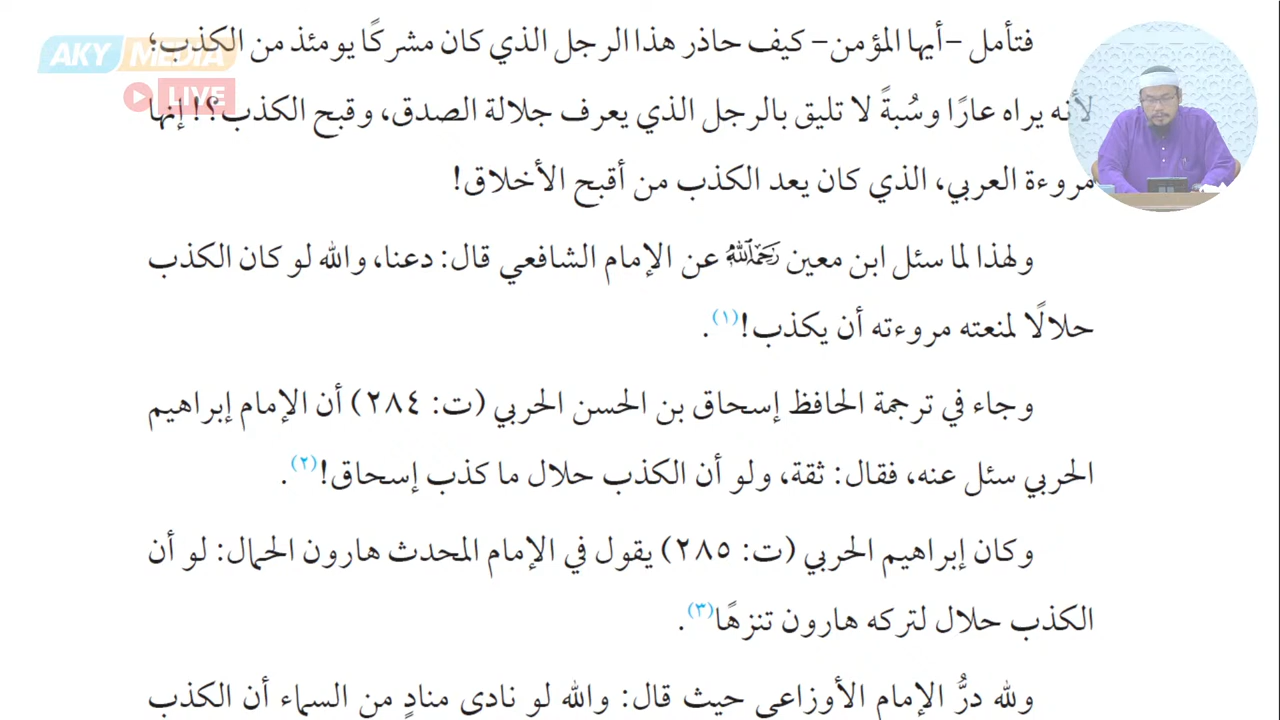 AKY MEDIA
LIVE
فتأمل –أيها المؤمن– كيف حاذر هذا الرجل الذي كان مشركًا يومئذ من الكذب؛
لأنه يراه عارًا وسُبةً لا تليق بالرجل الذي يعرف جلالة الصدق، وقبح الكذب؟! إنها
مروءة العربي، الذي كان يعد الكذب من أقبح الأخلاق!
ولهذا لما سئل ابن معين رحمه الله عن الإمام الشافعي قال: دعنا، والله لو كان الكذب
حلالًا لمنعته مروءته أن يكذب!(١).
وجاء في ترجمة الحافظ إسحاق بن الحسن الحربي (ت: ٢٨٤) أن الإمام إبراهيم
الحربي سئل عنه، فقال: ثقة، ولو أن الكذب حلال ما كذب إسحاق!(٢).
وكان إبراهيم الحربي (ت: ٢٨٥) يقول في الإمام المحدث هارون الحمال: لو أن
الكذب حلال لتركه هارون تنزهًا(٣).
ولله درُّ الإمام الأوزاعي حيث قال: والله لو نادى منادٍ من السماء أن الكذب